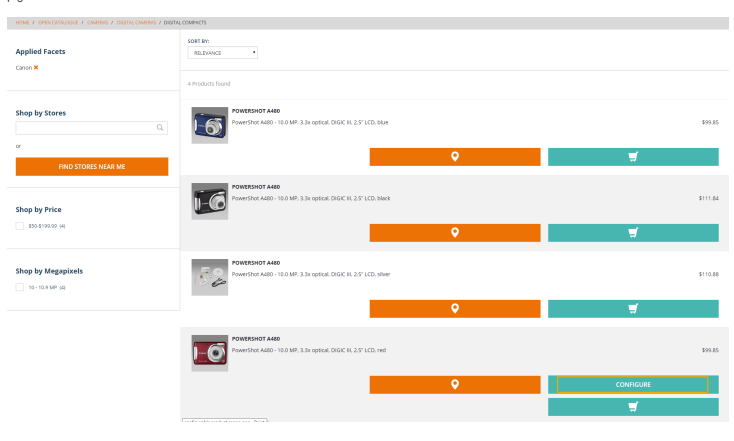 HOME / OPEN CATALOGUE / CAMERAS / DIGITAL CAMERAS / DIGITAL COMPACTS
Applied Facets
Canon ✖
Shop by Stores
or
FIND STORES NEAR ME
Shop by Price
$50-$199.99 (4)
Shop by Megapixels
10 - 10.9 MP (4)
SORT BY:
RELEVANCE
4 Products found
POWERSHOT A480
PowerShot A480 - 10.0 MP, 3.3x optical, DIGIC III, 2.5" LCD, blue
$99.85
POWERSHOT A480
PowerShot A480 - 10.0 MP, 3.3x optical, DIGIC III, 2.5" LCD, black
$111.84
POWERSHOT A480
PowerShot A480 - 10.0 MP, 3.3x optical, DIGIC III, 2.5" LCD, silver
$110.88
POWERSHOT A480
PowerShot A480 - 10.0 MP, 3.3x optical, DIGIC III, 2.5" LCD, red
$99.85
CONFIGURE